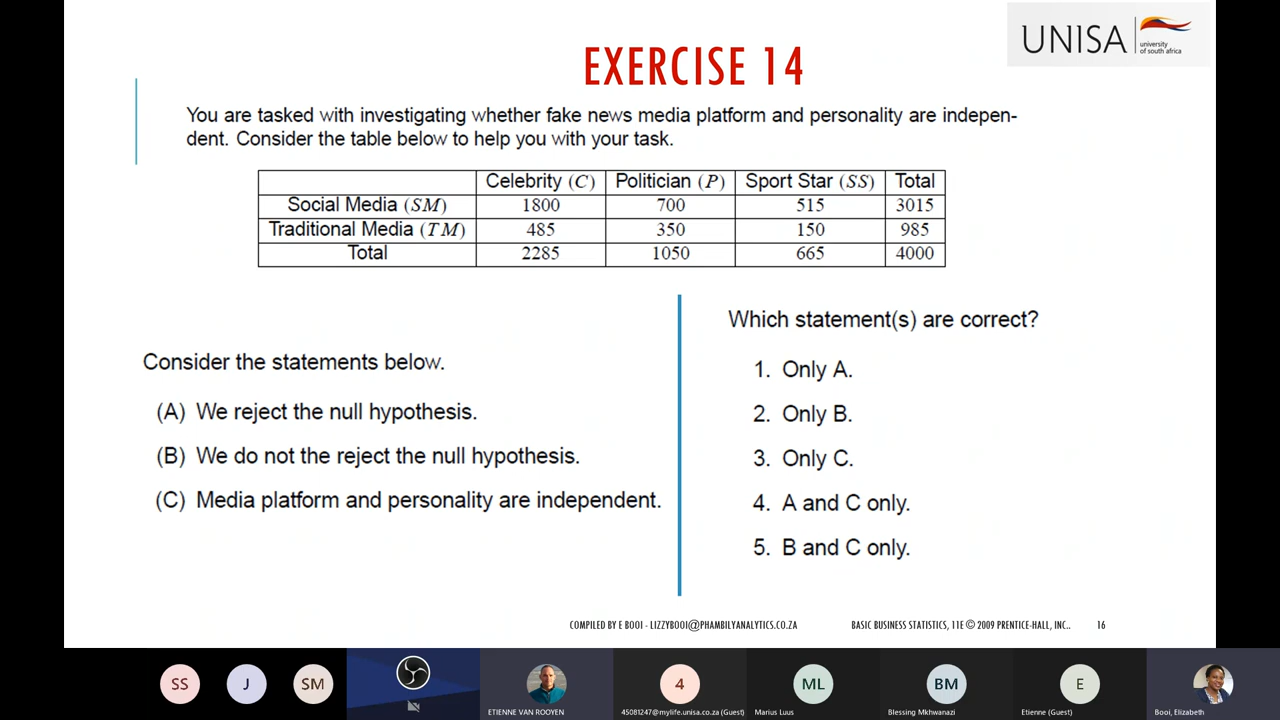 UNISA
university
of south africa
EXERCISE 14
You are tasked with investigating whether fake news media platform and personality are indepen-
dent. Consider the table below to help you with your task.
Celebrity (C) Politician (P) Sport Star (SS) Total
Social Media (SM) 1800 700 515 3015
Traditional Media (TM) 485 350 150 985
Total 2285 1050 665 4000
Consider the statements below.
(A) We reject the null hypothesis.
(B) We do not the reject the null hypothesis.
(C) Media platform and personality are independent.
Which statement(s) are correct?
1. Only A.
2. Only B.
3. Only C.
4. A and C only.
5. B and C only.
COMPILED BY E BOOI - LIZZYBOOI@PHAMBILYANALYTICS.CO.ZA
BASIC BUSINESS STATISTICS, 11E © 2009 PRENTICE-HALL, INC..
16
SS
J
SM
ETIENNE VAN ROOYEN
4
45081247@mylife.unisa.co.za (Guest)
ML
Marius Luus
BM
Blessing Mkhwanazi
E
Etienne (Guest)
Booi, Elizabeth